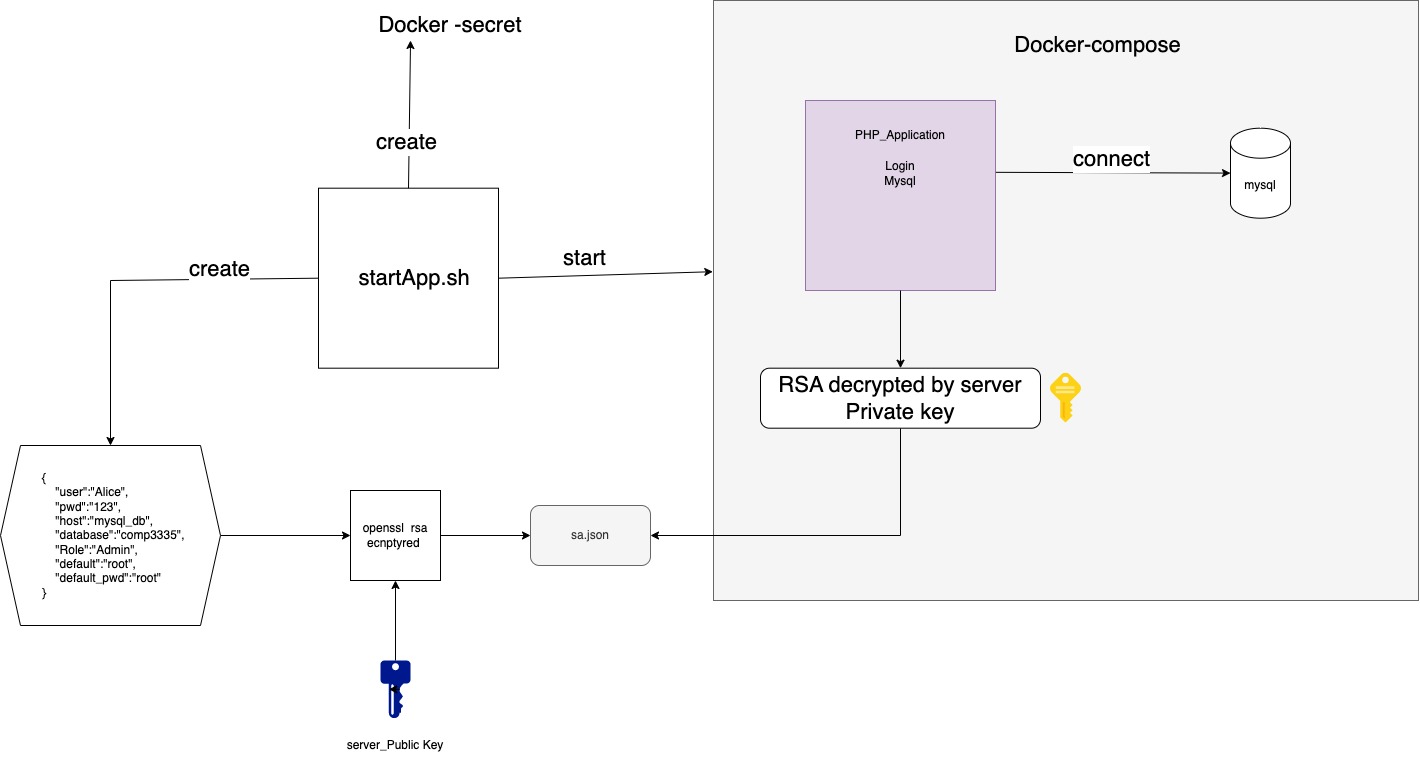 Docker -secret
Docker-compose
create
PHP_Application
Login
Mysql
connect
mysql
create
startApp.sh
start
RSA decrypted by server
Private key
{
"user":"Alice",
"pwd":"123",
"host":"mysql_db",
"database":"comp3335",
"Role":"Admin",
"default":"root",
"default_pwd":"root"
}
openssl rsa
ecnptyred
sa.json
server_Public Key